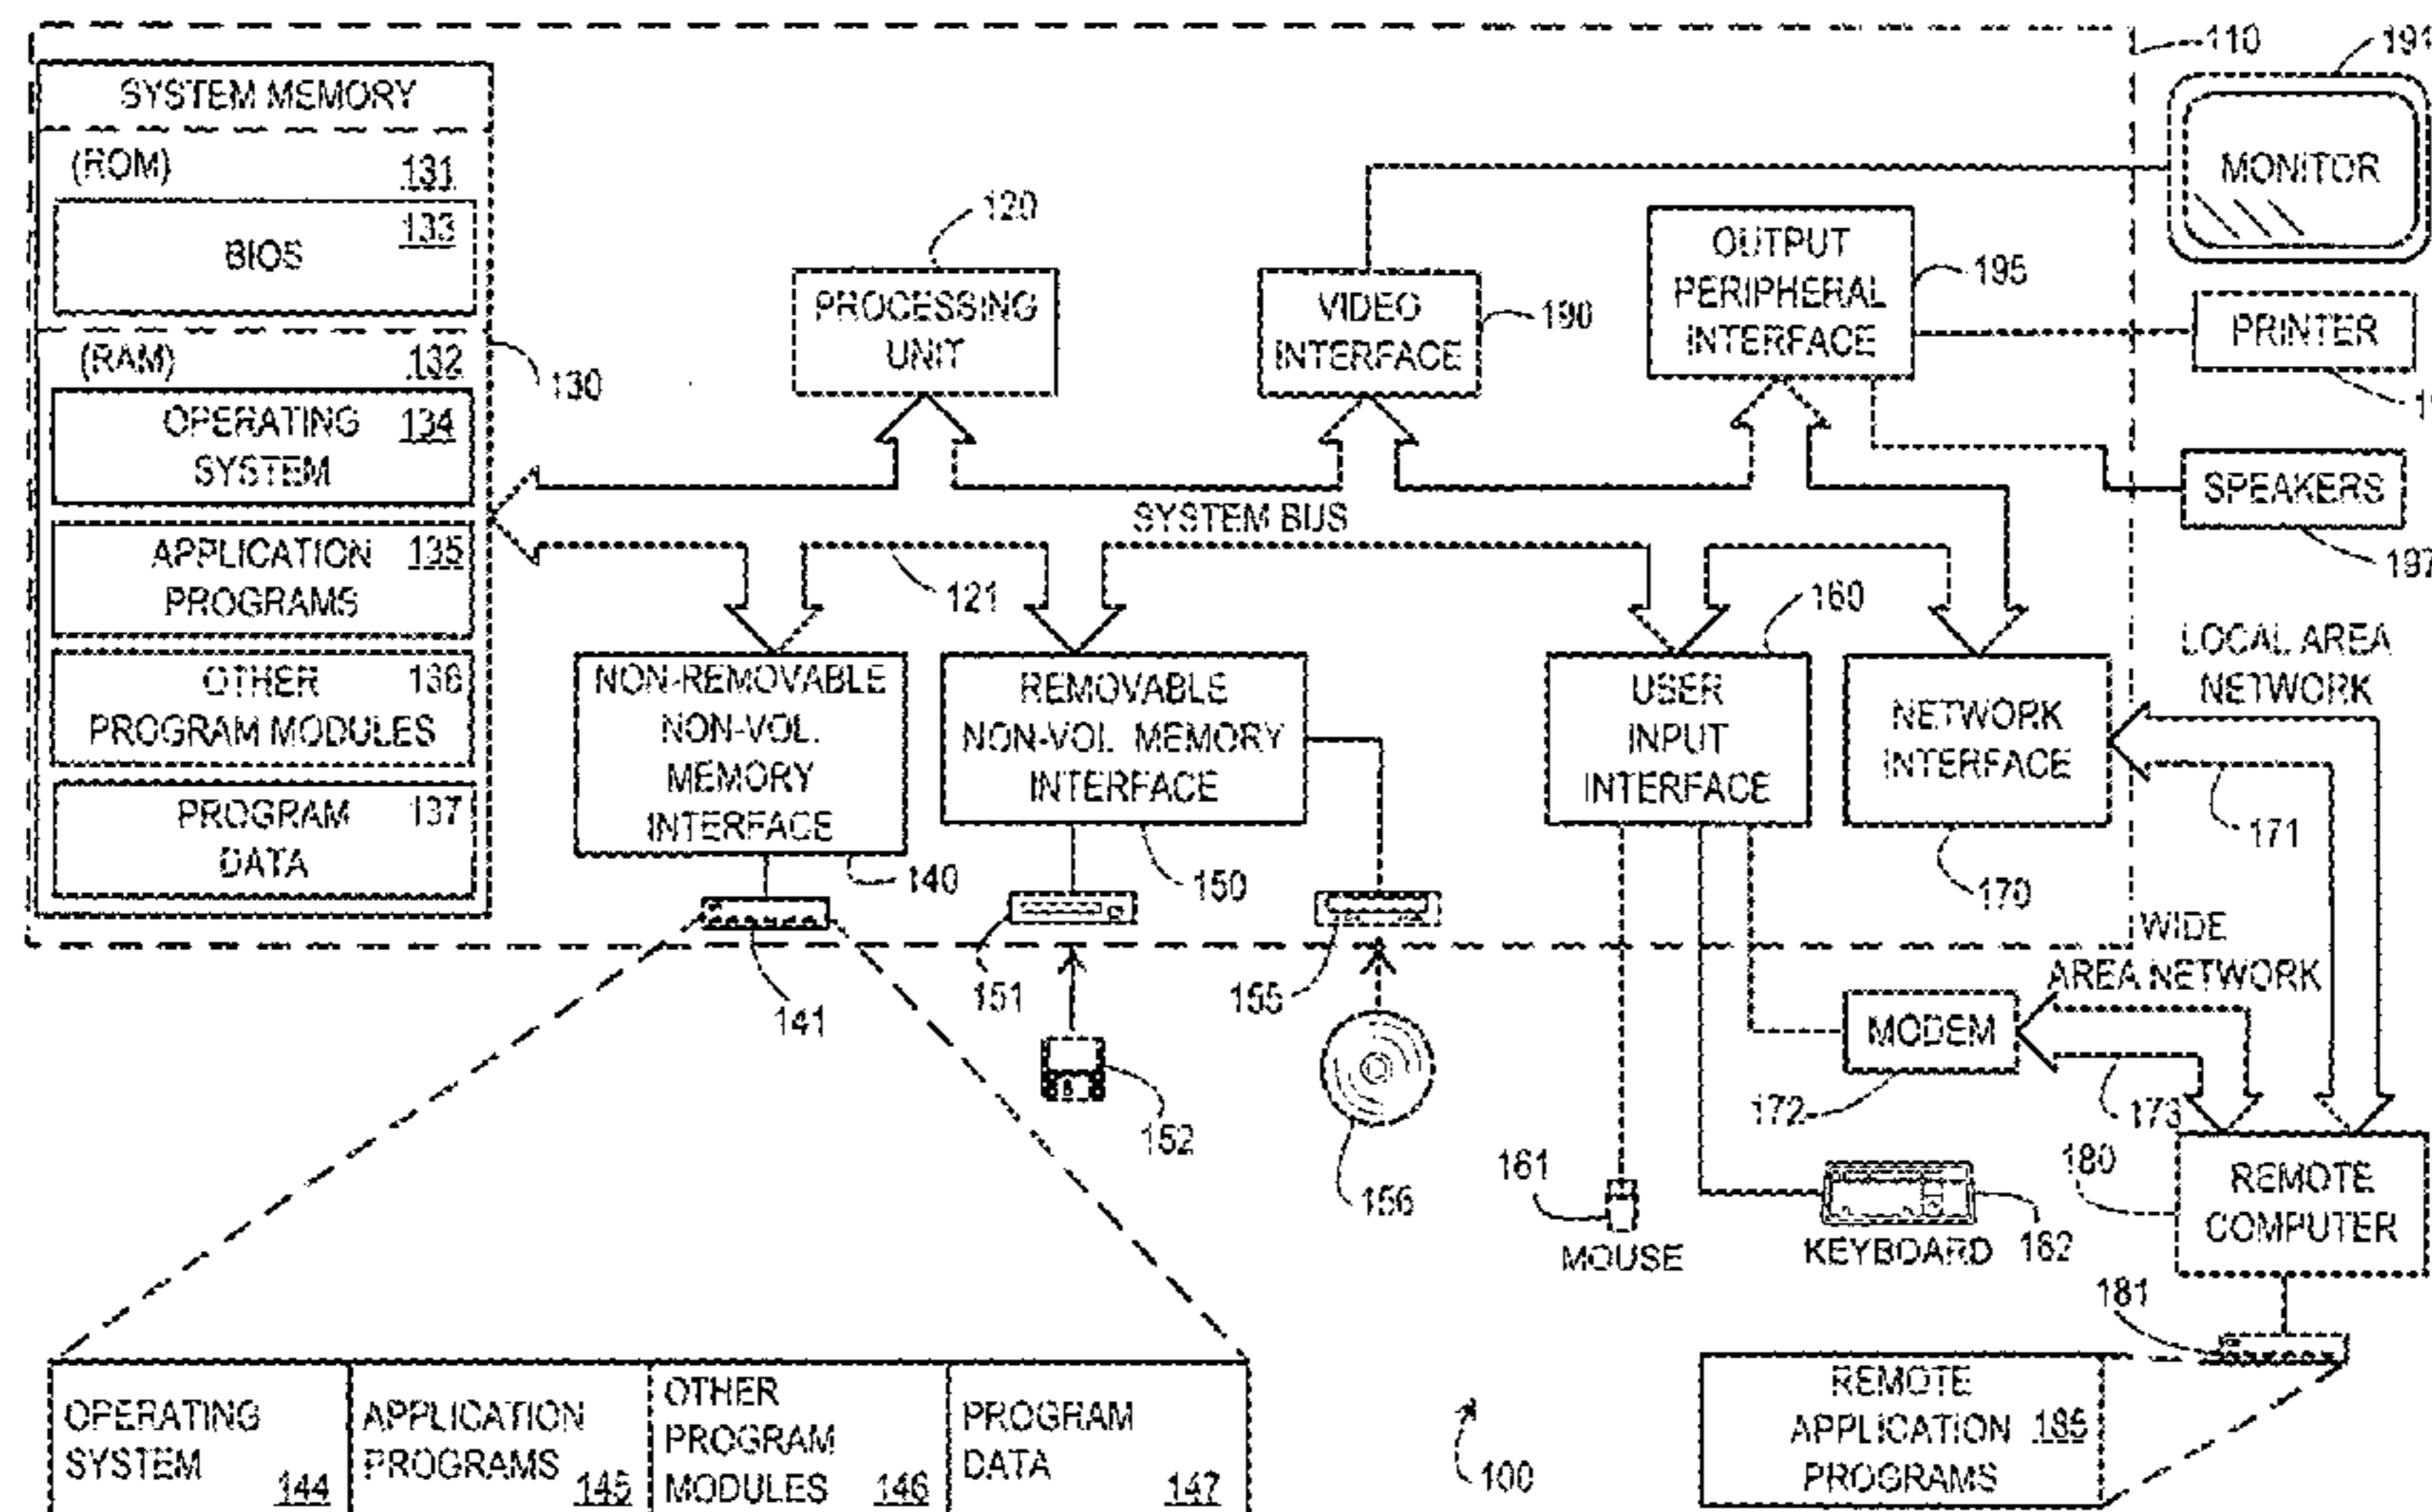 110
191
SYSTEM MEMORY
(ROM) 131
BIOS 133
MONITOR
120
PROCESSING
UNIT
VIDEO
INTERFACE
190
OUTPUT
PERIPHERAL
INTERFACE
195
PRINTER
(RAM) 132
130
OPERATING 134
SYSTEM
SPEAKERS
197
SYSTEM BUS
APPLICATION 135
PROGRAMS
121
160
OTHER 136
PROGRAM MODULES
PROGRAM 137
DATA
NON-REMOVABLE
NON-VOL.
MEMORY
INTERFACE
140
REMOVABLE
NON-VOL. MEMORY
INTERFACE
150
USER
INPUT
INTERFACE
NETWORK
INTERFACE
170
LOCAL AREA
NETWORK
171
141
151
155
WIDE
AREA NETWORK
MODEM
172
173
152
156
161
MOUSE
KEYBOARD
162
180
REMOTE
COMPUTER
181
OPERATING
SYSTEM 144
APPLICATION
PROGRAMS 145
OTHER
PROGRAM
MODULES 146
PROGRAM
DATA 147
100
REMOTE
APPLICATION 185
PROGRAMS